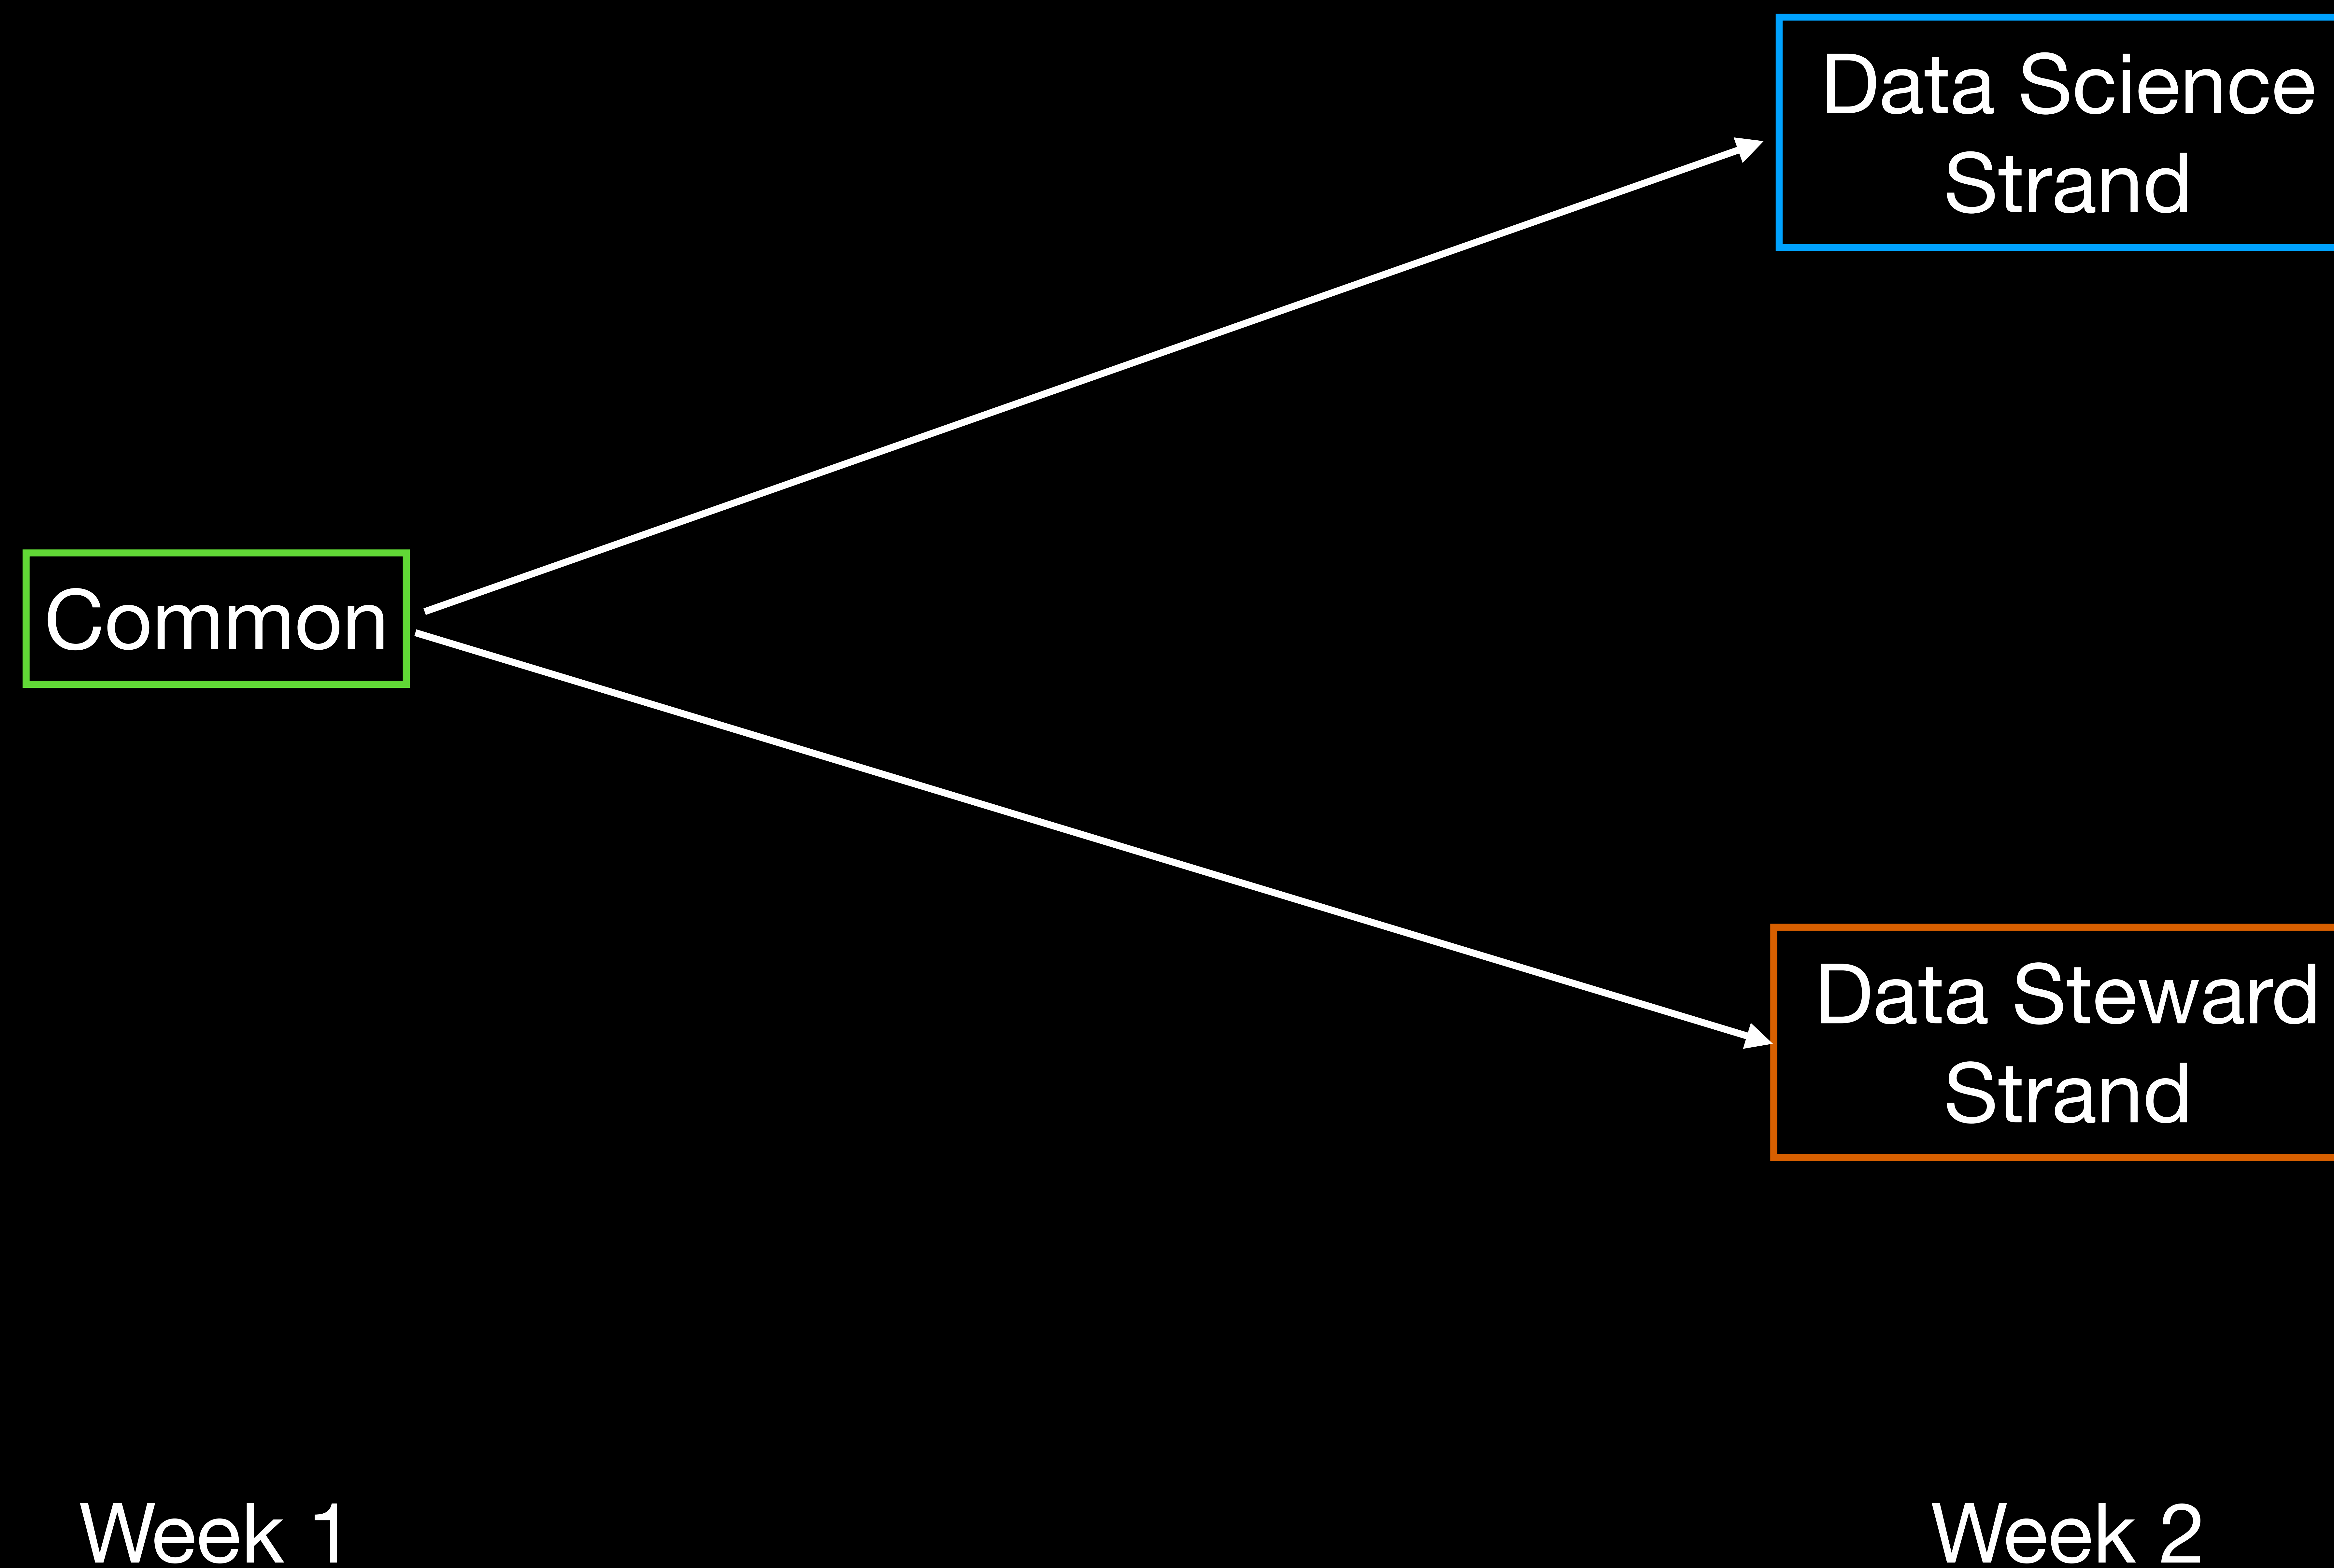 Data Science
Strand
Common
Data Steward
Strand
Week 1
Week 2